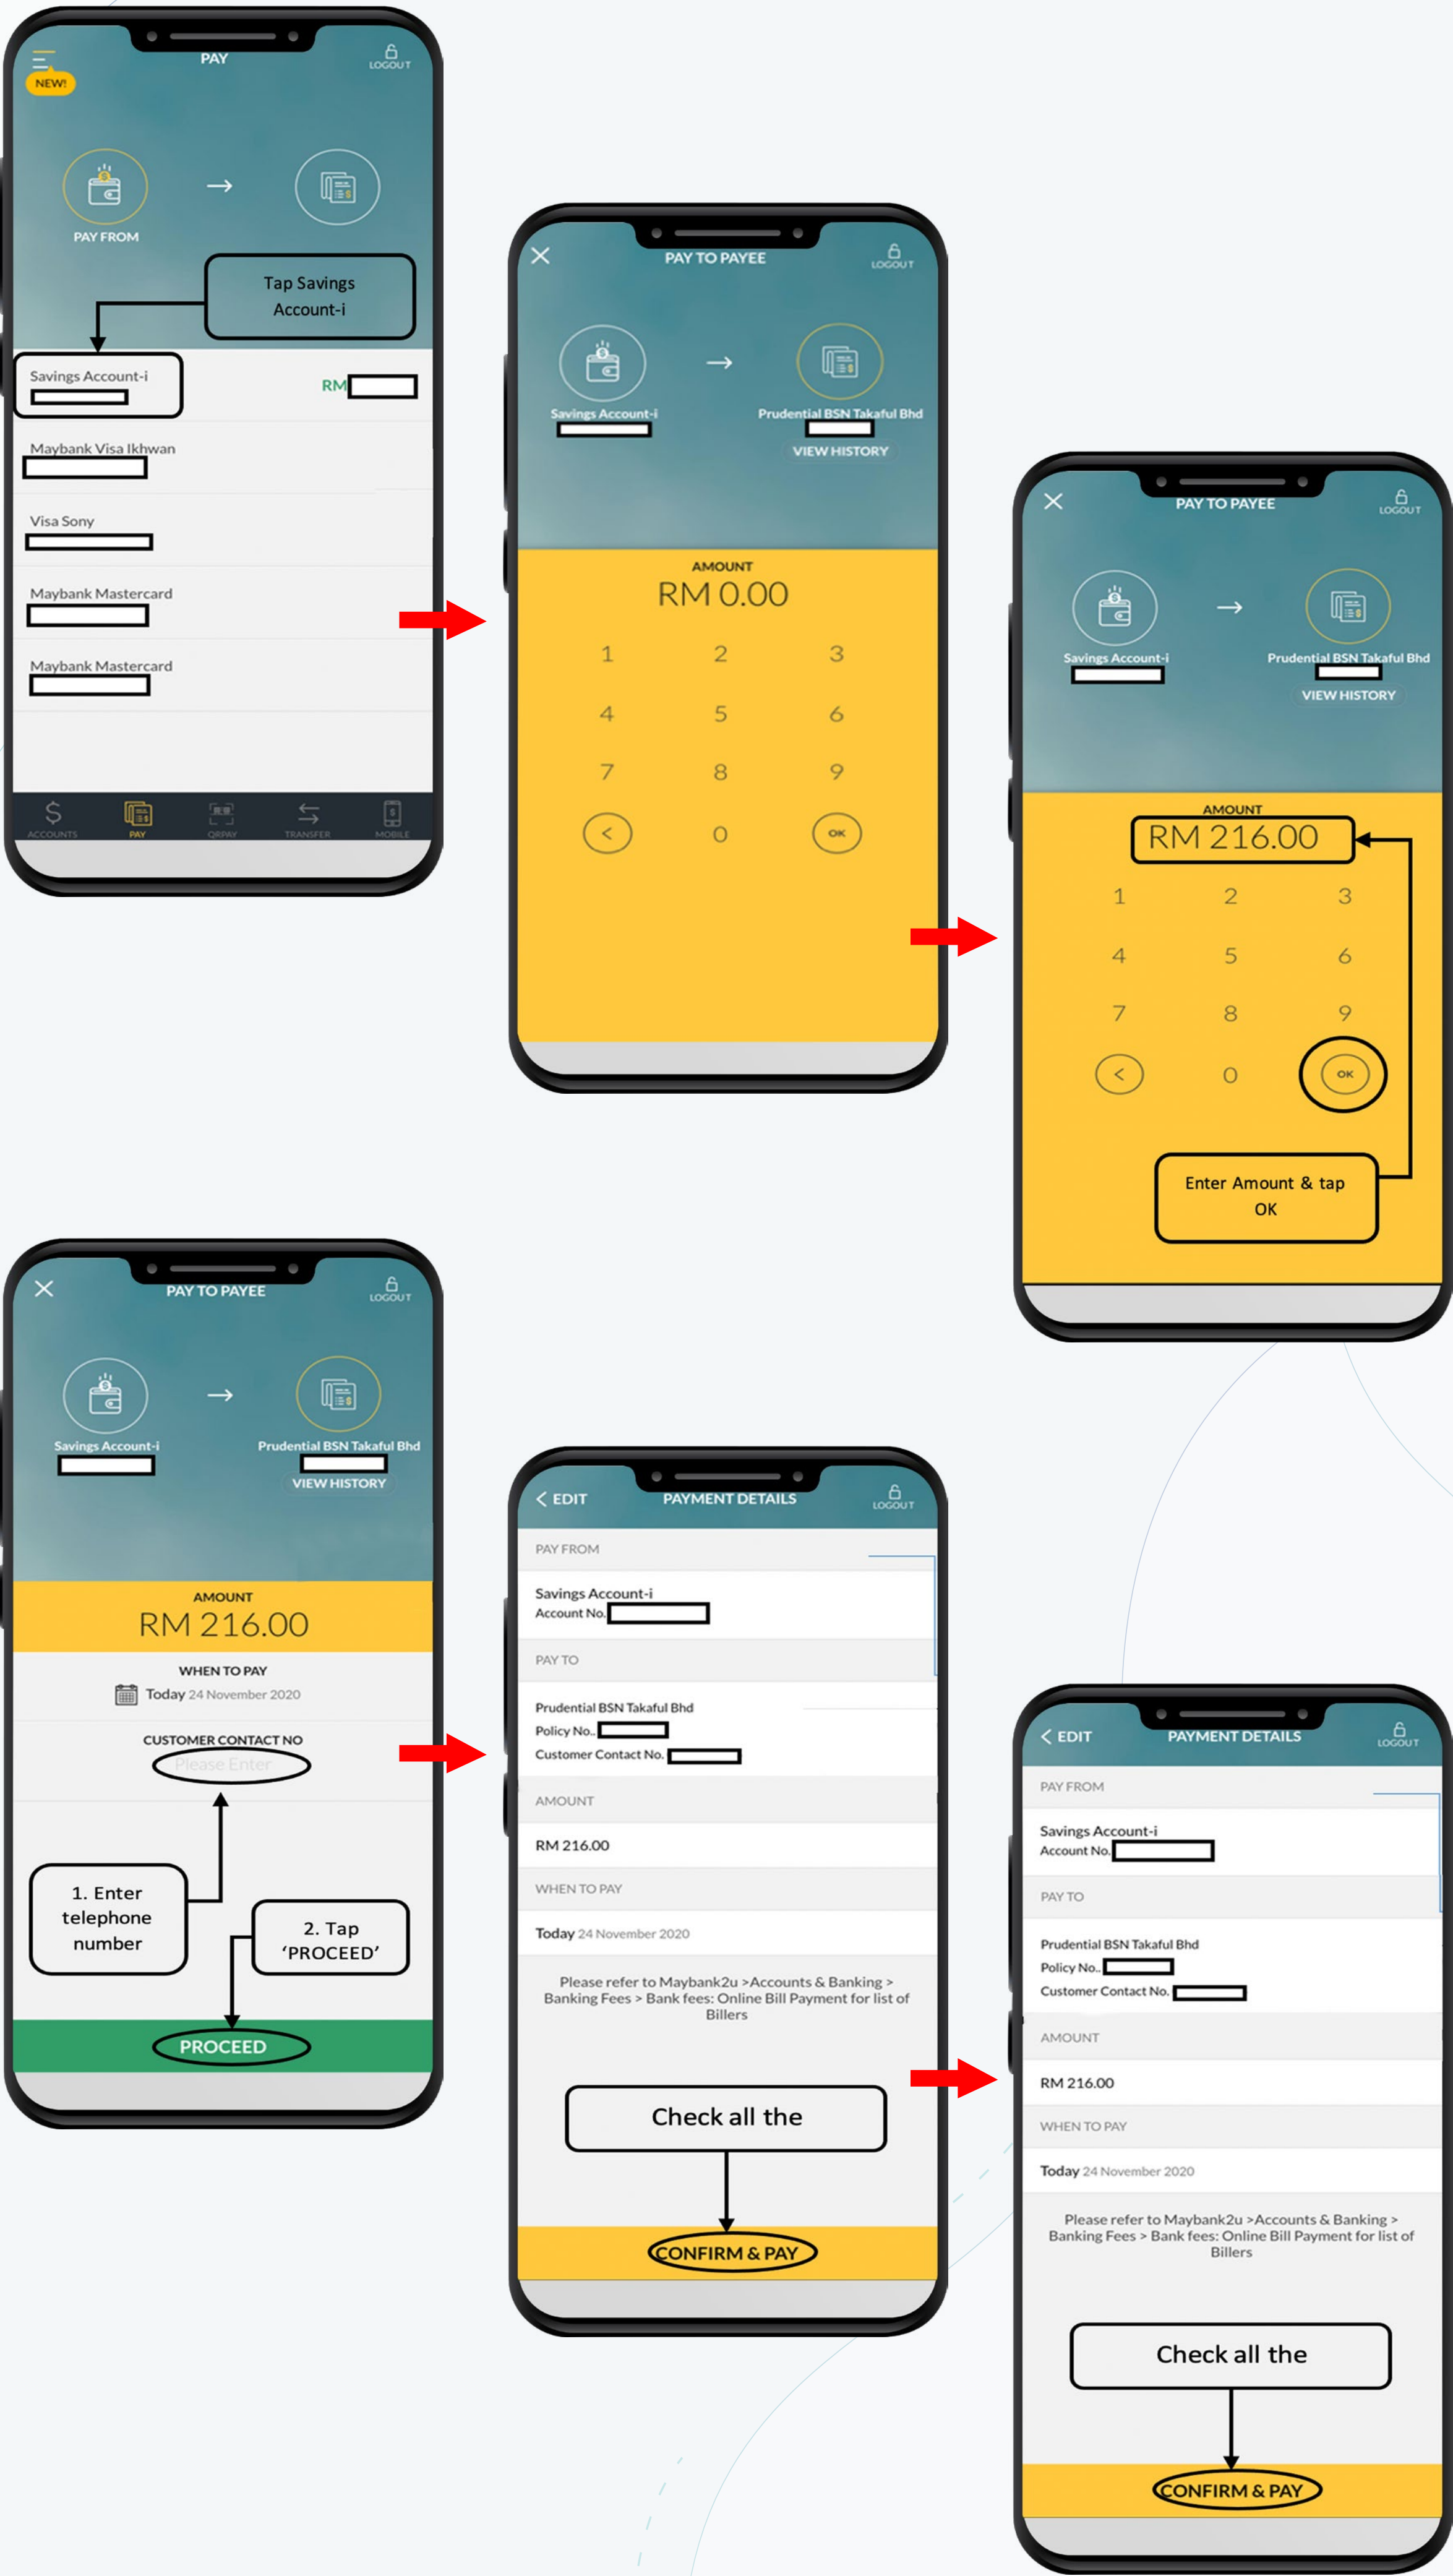 PAY
LOGOUT
NEW!
PAY FROM
Tap Savings
Account-i
Savings Account-i
RM
Maybank Visa Ikhwan
Visa Sony
Maybank Mastercard
Maybank Mastercard
ACCOUNTS PAY QRPAY TRANSFER MOBILE
PAY TO PAYEE
LOGOUT
Savings Account-i Prudential BSN Takaful Bhd
VIEW HISTORY
AMOUNT
RM 0.00
1 2 3
4 5 6
7 8 9
< 0 OK
PAY TO PAYEE
LOGOUT
Savings Account-i Prudential BSN Takaful Bhd
VIEW HISTORY
AMOUNT
RM 216.00
1 2 3
4 5 6
7 8 9
< 0 OK
Enter Amount & tap
OK
PAY TO PAYEE
LOGOUT
Savings Account-i Prudential BSN Takaful Bhd
VIEW HISTORY
AMOUNT
RM 216.00
WHEN TO PAY
Today 24 November 2020
CUSTOMER CONTACT NO
Please Enter
1. Enter
telephone
number
2. Tap
‘PROCEED’
PROCEED
< EDIT PAYMENT DETAILS
LOGOUT
PAY FROM
Savings Account-i
Account No.
PAY TO
Prudential BSN Takaful Bhd
Policy No..
Customer Contact No.
AMOUNT
RM 216.00
WHEN TO PAY
Today 24 November 2020
Please refer to Maybank2u >Accounts & Banking >
Banking Fees > Bank fees: Online Bill Payment for list of
Billers
Check all the
CONFIRM & PAY
< EDIT PAYMENT DETAILS
LOGOUT
PAY FROM
Savings Account-i
Account No.
PAY TO
Prudential BSN Takaful Bhd
Policy No..
Customer Contact No.
AMOUNT
RM 216.00
WHEN TO PAY
Today 24 November 2020
Please refer to Maybank2u >Accounts & Banking >
Banking Fees > Bank fees: Online Bill Payment for list of
Billers
Check all the
CONFIRM & PAY